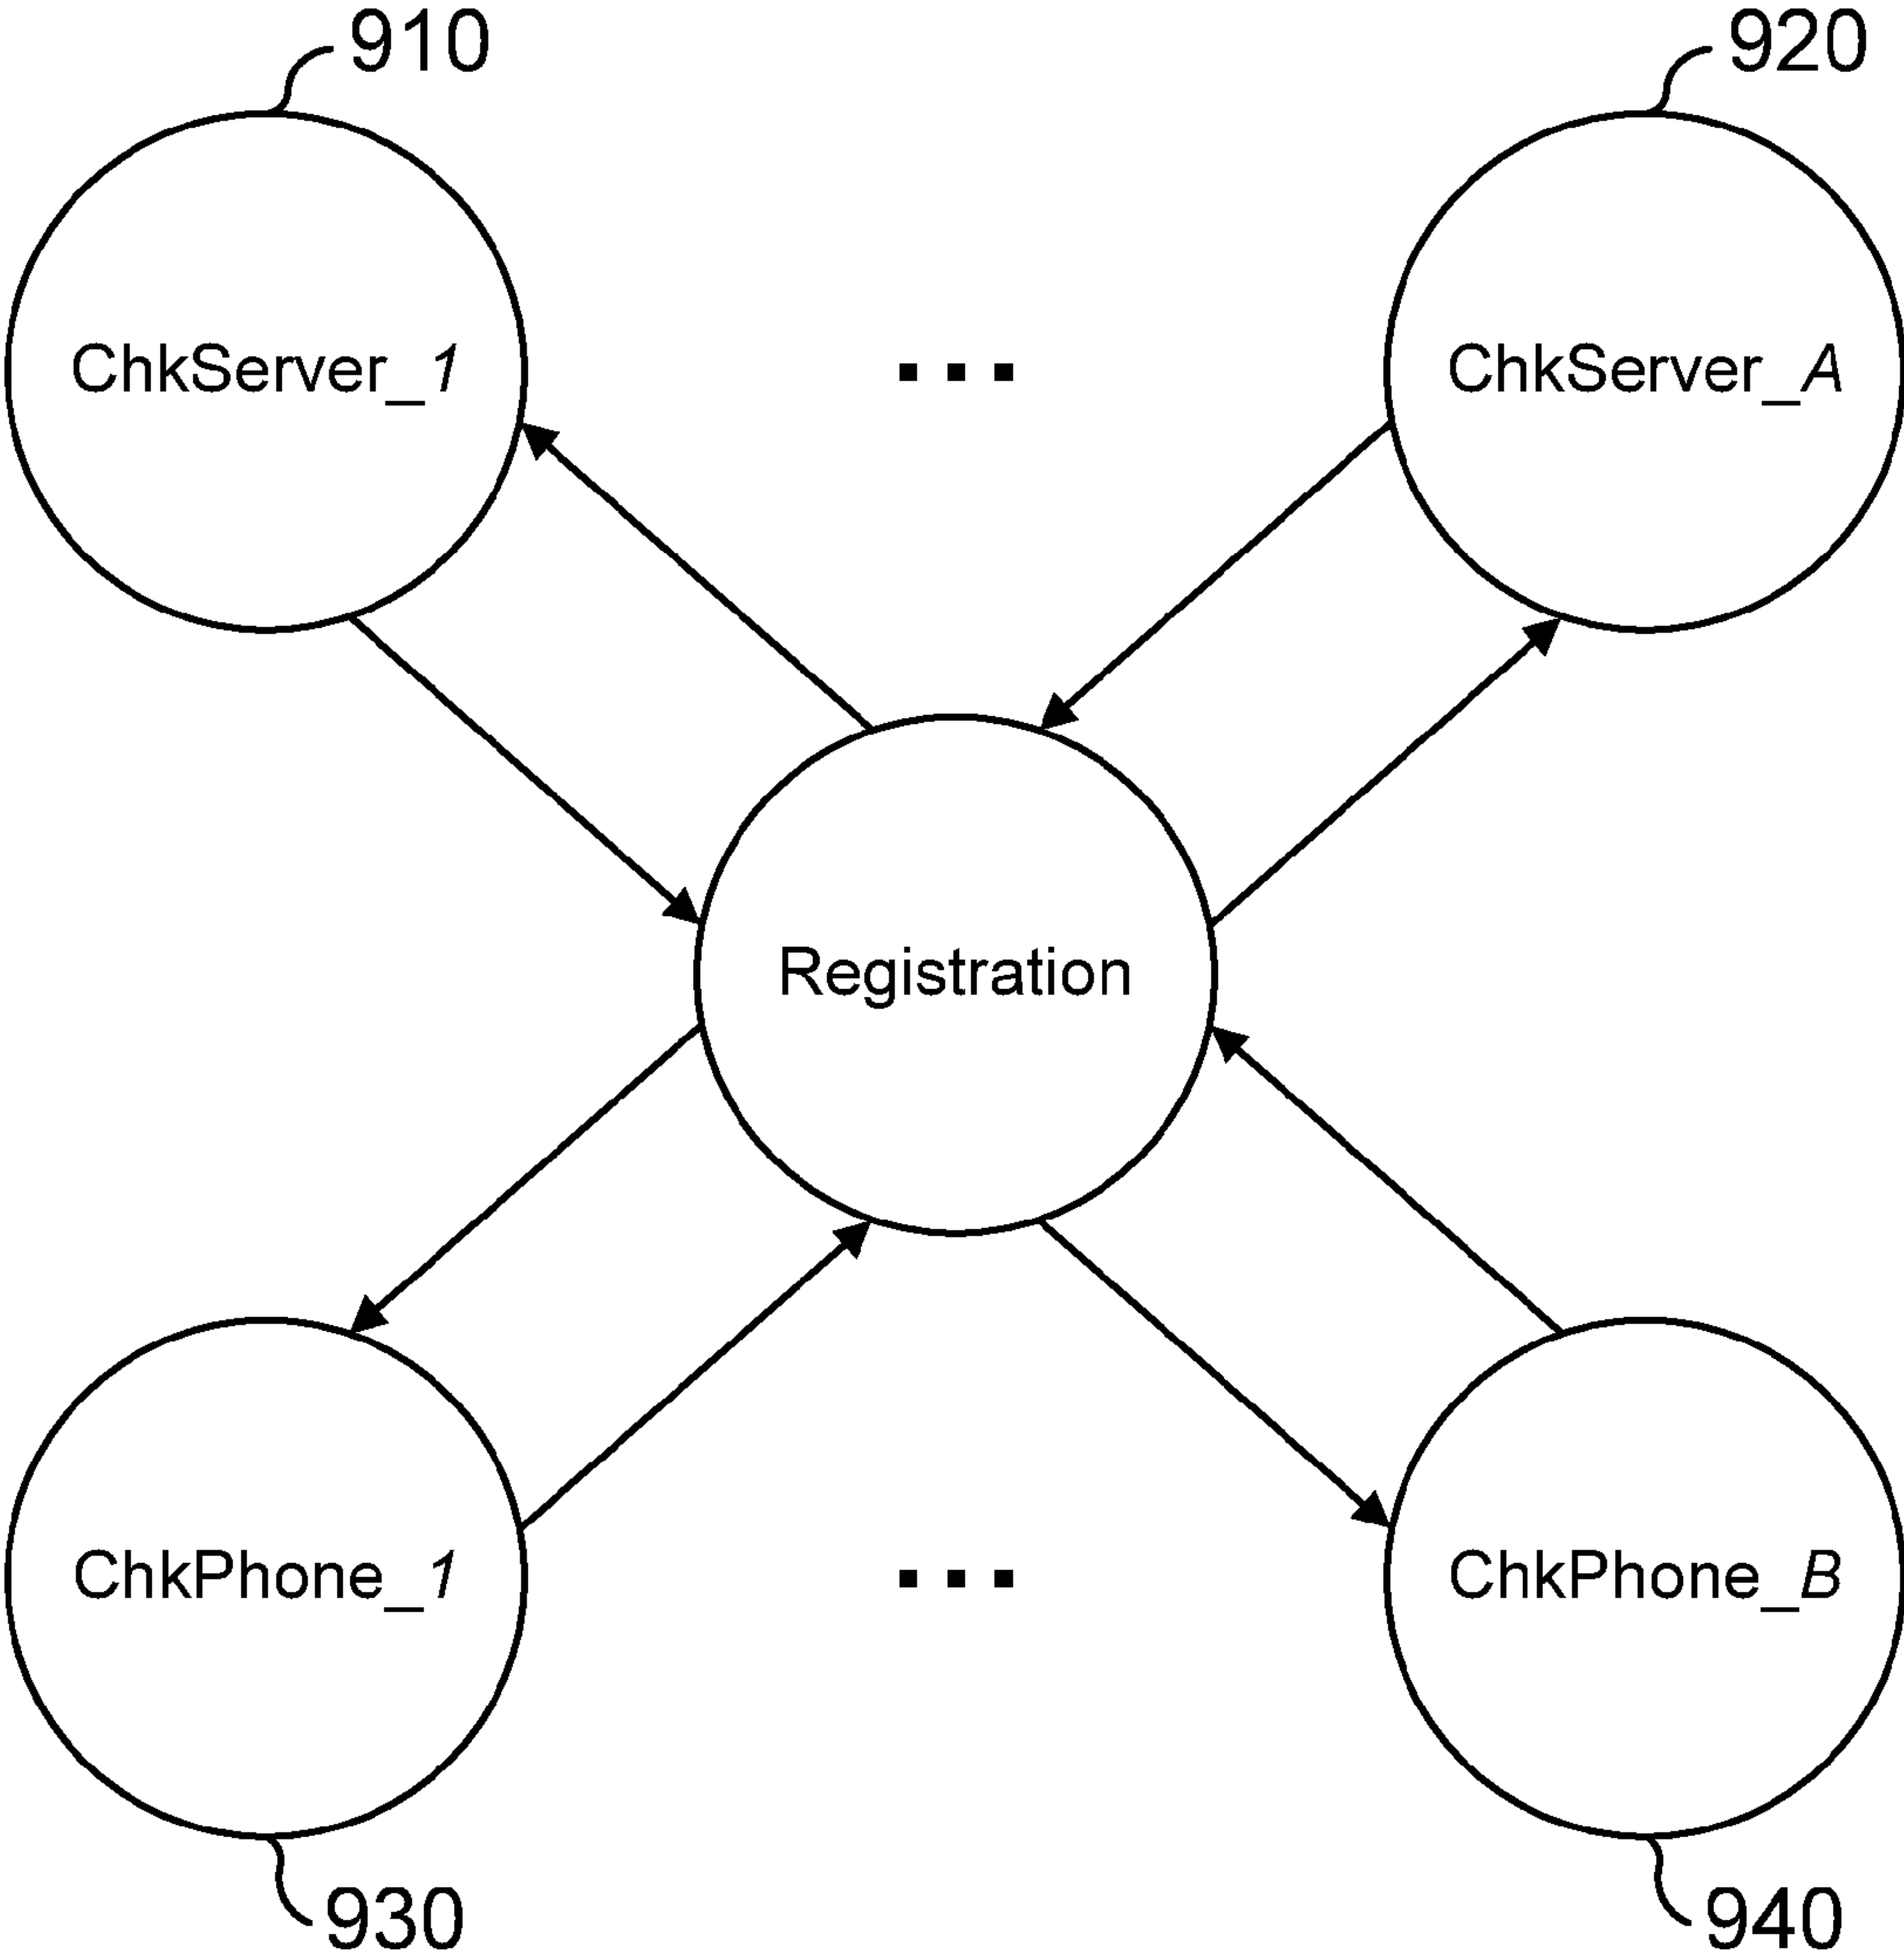 910
920
ChkServer_1
ChkServer_A
Registration
ChkPhone_1
ChkPhone_B
930
940